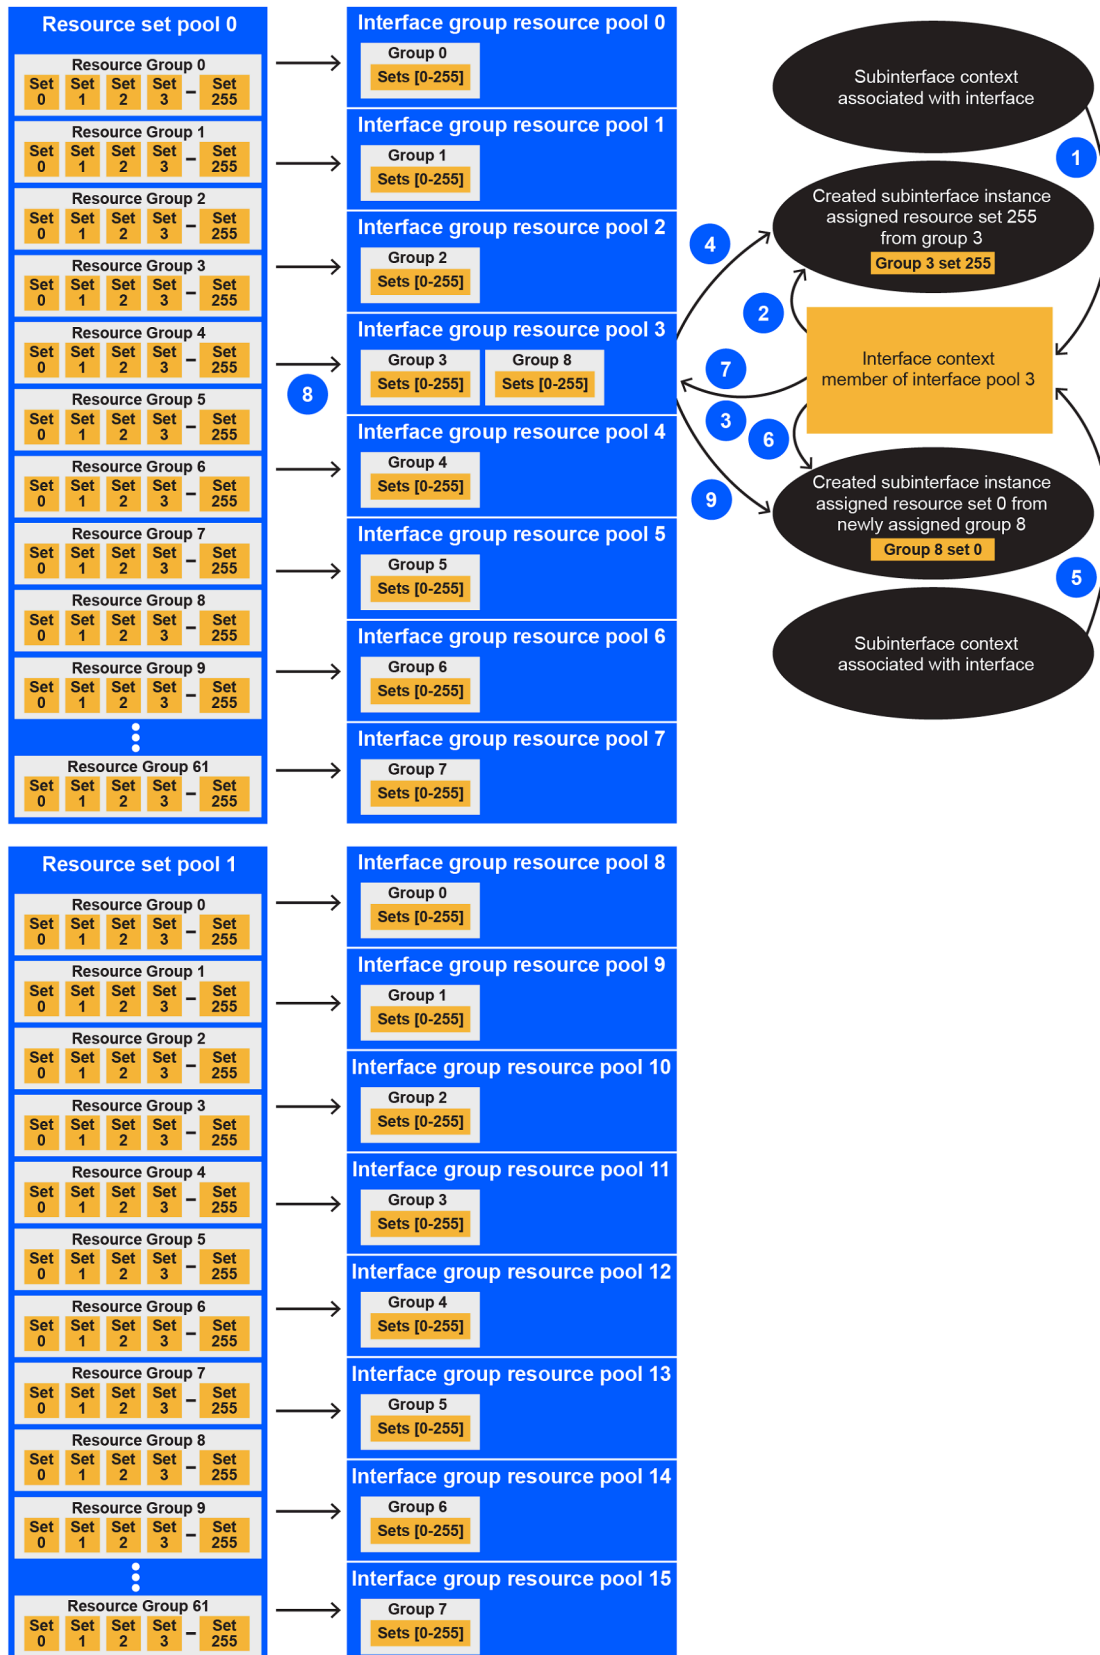 Resource set pool 0
Resource Group 0
Set Set Set Set – Set
0 1 2 3 255
Resource Group 1
Set Set Set Set – Set
0 1 2 3 255
Resource Group 2
Set Set Set Set – Set
0 1 2 3 255
Resource Group 3
Set Set Set Set – Set
0 1 2 3 255
Resource Group 4
Set Set Set Set – Set
0 1 2 3 255
Resource Group 5
Set Set Set Set – Set
0 1 2 3 255
Resource Group 6
Set Set Set Set – Set
0 1 2 3 255
Resource Group 7
Set Set Set Set – Set
0 1 2 3 255
Resource Group 8
Set Set Set Set – Set
0 1 2 3 255
Resource Group 9
Set Set Set Set – Set
0 1 2 3 255
Resource Group 61
Set Set Set Set – Set
0 1 2 3 255
8
Interface group resource pool 0
Group 0
Sets [0-255]
Interface group resource pool 1
Group 1
Sets [0-255]
Interface group resource pool 2
Group 2
Sets [0-255]
Interface group resource pool 3
Group 3 Group 8
Sets [0-255] Sets [0-255]
Interface group resource pool 4
Group 4
Sets [0-255]
Interface group resource pool 5
Group 5
Sets [0-255]
Interface group resource pool 6
Group 6
Sets [0-255]
Interface group resource pool 7
Group 7
Sets [0-255]
Subinterface context
associated with interface
1
Created subinterface instance
assigned resource set 255
from group 3
Group 3 set 255
4
2
Interface context
member of interface pool 3
7
3
6
9
Created subinterface instance
assigned resource set 0 from
newly assigned group 8
Group 8 set 0
5
Subinterface context
associated with interface
Resource set pool 1
Resource Group 0
Set Set Set Set – Set
0 1 2 3 255
Resource Group 1
Set Set Set Set – Set
0 1 2 3 255
Resource Group 2
Set Set Set Set – Set
0 1 2 3 255
Resource Group 3
Set Set Set Set – Set
0 1 2 3 255
Resource Group 4
Set Set Set Set – Set
0 1 2 3 255
Resource Group 5
Set Set Set Set – Set
0 1 2 3 255
Resource Group 6
Set Set Set Set – Set
0 1 2 3 255
Resource Group 7
Set Set Set Set – Set
0 1 2 3 255
Resource Group 8
Set Set Set Set – Set
0 1 2 3 255
Resource Group 9
Set Set Set Set – Set
0 1 2 3 255
Resource Group 61
Set Set Set Set – Set
0 1 2 3 255
Interface group resource pool 8
Group 0
Sets [0-255]
Interface group resource pool 9
Group 1
Sets [0-255]
Interface group resource pool 10
Group 2
Sets [0-255]
Interface group resource pool 11
Group 3
Sets [0-255]
Interface group resource pool 12
Group 4
Sets [0-255]
Interface group resource pool 13
Group 5
Sets [0-255]
Interface group resource pool 14
Group 6
Sets [0-255]
Interface group resource pool 15
Group 7
Sets [0-255]